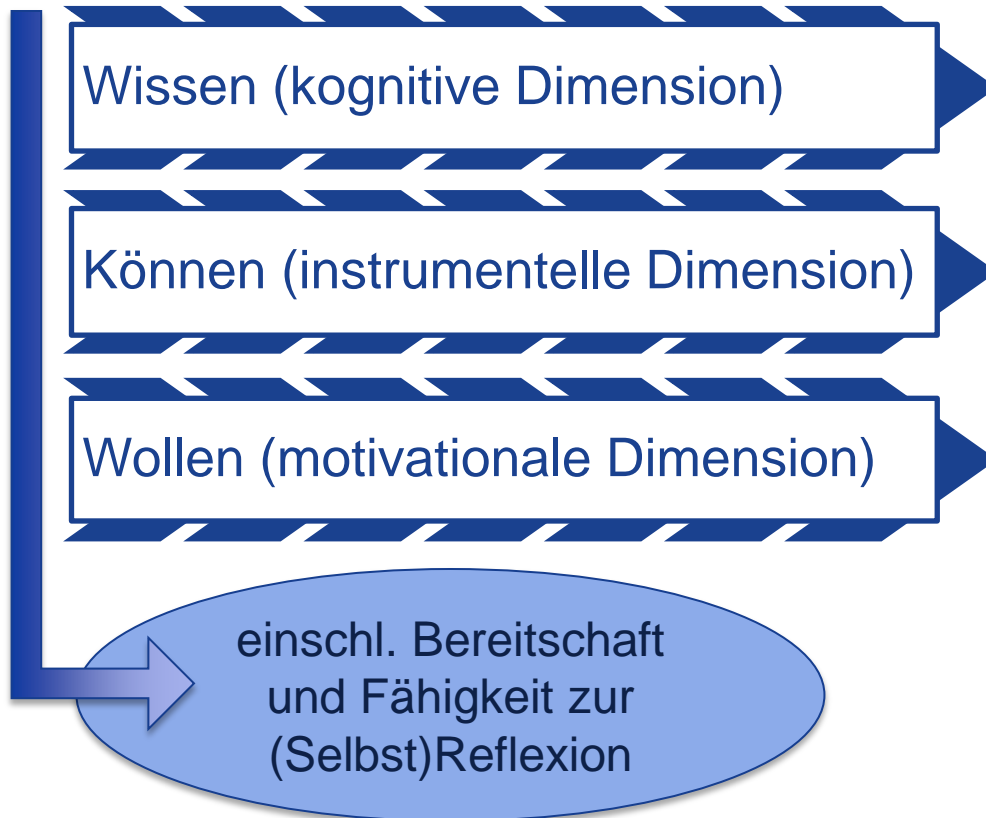 Wissen (kognitive Dimension)
Können (instrumentelle Dimension)
Wollen (motivationale Dimension)
einschl. Bereitschaft
und Fähigkeit zur
(Selbst)Reflexion